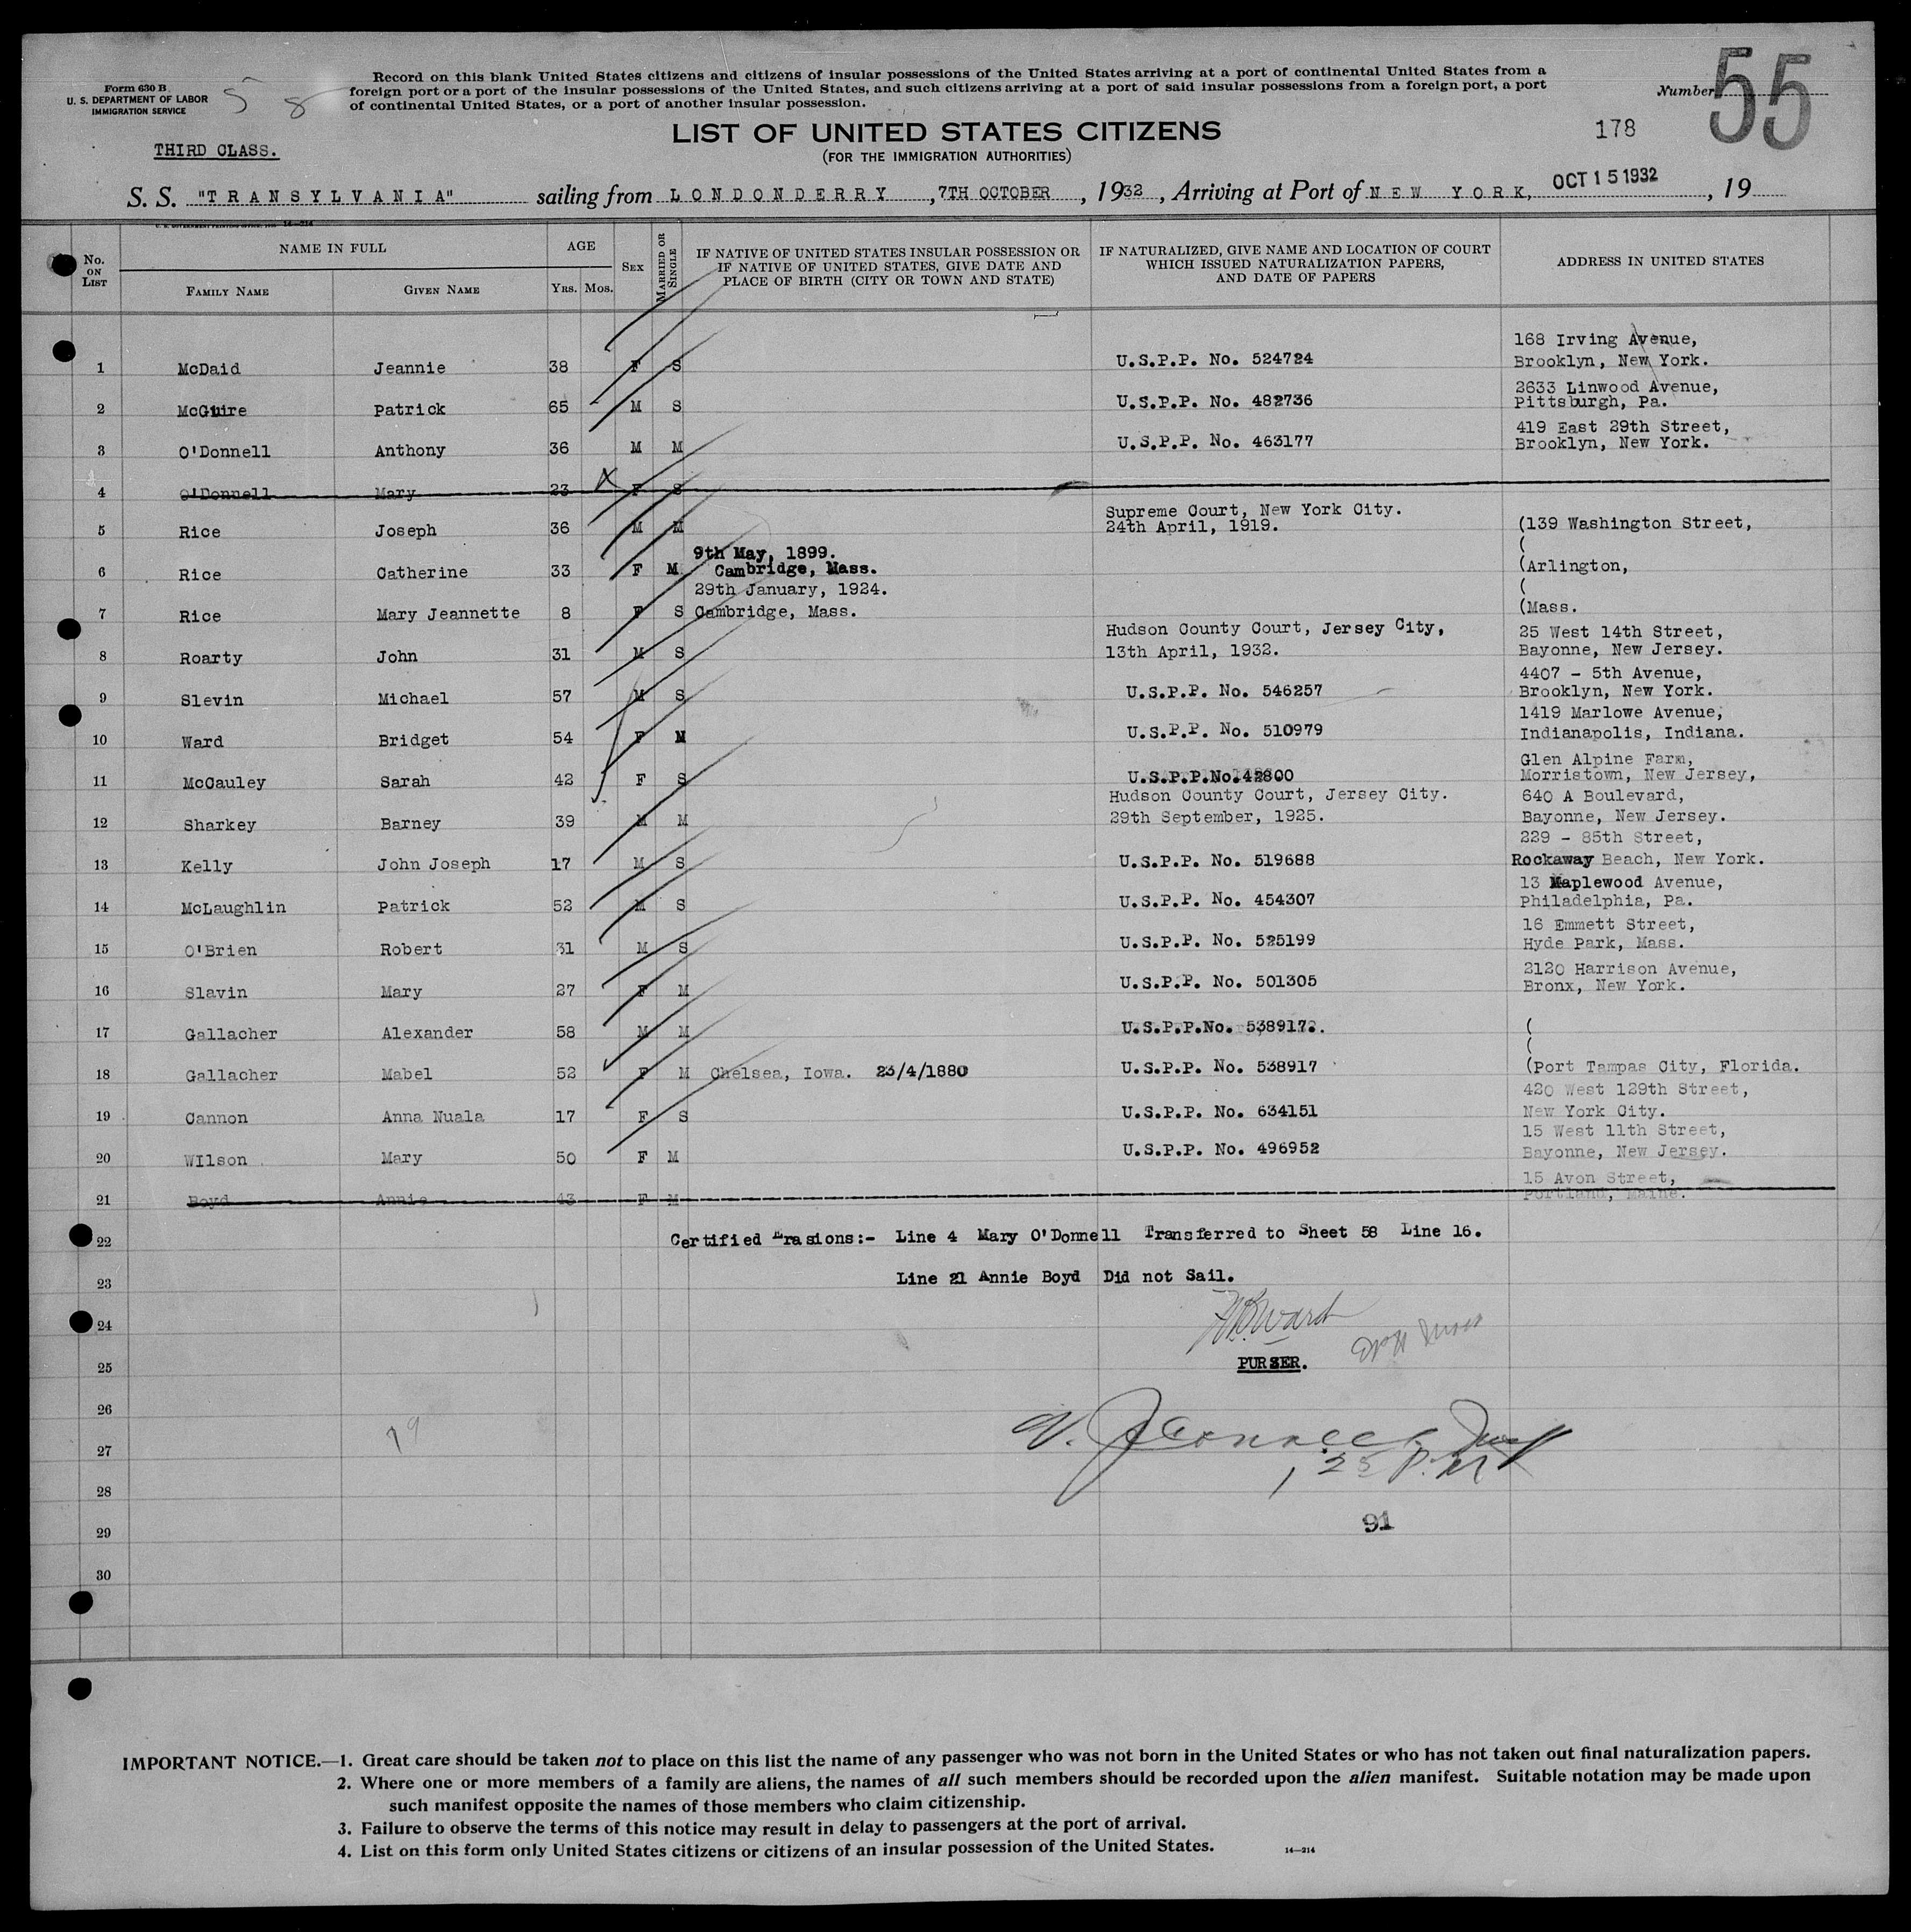 Form 630 B
U. S. DEPARTMENT OF LABOR
IMMIGRATION SERVICE
5 8
Record on this blank United States citizens and citizens of insular possessions of the United States arriving at a port of continental United States from a
foreign port or a port of the insular possessions of the United States, and such citizens arriving at a port of said insular possessions from a foreign port, a port
of continental United States, or a port of another insular possession.
Number 55
178
THIRD CLASS.
LIST OF UNITED STATES CITIZENS
(FOR THE IMMIGRATION AUTHORITIES)
S. S. "TRANSYLVANIA" sailing from LONDONDERRY, 7TH OCTOBER, 1932, Arriving at Port of NEW YORK, OCT 15 1932, 19
No. ON LIST
NAME IN FULL
FAMILY NAME
GIVEN NAME
AGE
YRS. MOS.
SEX
MARRIED OR SINGLE
IF NATIVE OF UNITED STATES INSULAR POSSESSION OR
IF NATIVE OF UNITED STATES, GIVE DATE AND
PLACE OF BIRTH (CITY OR TOWN AND STATE)
IF NATURALIZED, GIVE NAME AND LOCATION OF COURT
WHICH ISSUED NATURALIZATION PAPERS,
AND DATE OF PAPERS
ADDRESS IN UNITED STATES
168 Irving Avenue,
1 McDaid Jeannie 38 F S U.S.P.P. No. 524724 Brooklyn, New York.
2633 Linwood Avenue,
2 McGuire Patrick 65 M S U.S.P.P. No. 482736 Pittsburgh, Pa.
419 East 29th Street,
3 O'Donnell Anthony 36 M M U.S.P.P. No. 463177 Brooklyn, New York.
4 O'Donnell Mary 23 F S
Supreme Court, New York City.
5 Rice Joseph 36 M M 24th April, 1919. (139 Washington Street,
9th May, 1899. (
6 Rice Catherine 33 F M Cambridge, Mass. (Arlington,
29th January, 1924. (
7 Rice Mary Jeannette 8 F S Cambridge, Mass. (Mass.
Hudson County Court, Jersey City, 25 West 14th Street,
8 Roarty John 31 M S 13th April, 1932. Bayonne, New Jersey.
4407 - 5th Avenue,
9 Slevin Michael 57 M S U.S.P.P. No. 546257 Brooklyn, New York.
1419 Marlowe Avenue,
10 Ward Bridget 54 F M U.S.P.P. No. 510979 Indianapolis, Indiana.
Glen Alpine Farm,
11 McCauley Sarah 42 F S U.S.P.P.No.42800 Morristown, New Jersey,
Hudson County Court, Jersey City. 640 A Boulevard,
12 Sharkey Barney 39 M M 29th September, 1925. Bayonne, New Jersey.
229 - 85th Street,
13 Kelly John Joseph 17 M S U.S.P.P. No. 519688 Rockaway Beach, New York.
13 Maplewood Avenue,
14 McLaughlin Patrick 52 M S U.S.P.P. No. 454307 Philadelphia, Pa.
16 Emmett Street,
15 O'Brien Robert 31 M S U.S.P.P. No. 525199 Hyde Park, Mass.
2120 Harrison Avenue,
16 Slavin Mary 27 F M U.S.P.P. No. 501305 Bronx, New York.
17 Gallacher Alexander 58 M M U.S.P.P.No. 538917. (
(
18 Gallacher Mabel 52 F M Chelsea, Iowa. 23/4/1880 U.S.P.P. No. 538917 (Port Tampas City, Florida.
420 West 129th Street,
19 Cannon Anna Nuala 17 F S U.S.P.P. No. 634151 New York City.
15 West 11th Street,
20 WIlson Mary 50 F M U.S.P.P. No. 496952 Bayonne, New Jersey.
15 Avon Street,
21 Boyd Annie 43 F M Portland, Maine.
22 Certified Erasions:- Line 4 Mary O'Donnell Transferred to Sheet 58 Line 16.
23 Line 21 Annie Boyd Did not Sail.
24 Ward
25 PURSER.
26
27
1 25 P.M
28
29 91
30
IMPORTANT NOTICE.—1. Great care should be taken not to place on this list the name of any passenger who was not born in the United States or who has not taken out final naturalization papers.
2. Where one or more members of a family are aliens, the names of all such members should be recorded upon the alien manifest. Suitable notation may be made upon
such manifest opposite the names of those members who claim citizenship.
3. Failure to observe the terms of this notice may result in delay to passengers at the port of arrival.
4. List on this form only United States citizens or citizens of an insular possession of the United States.
14—214